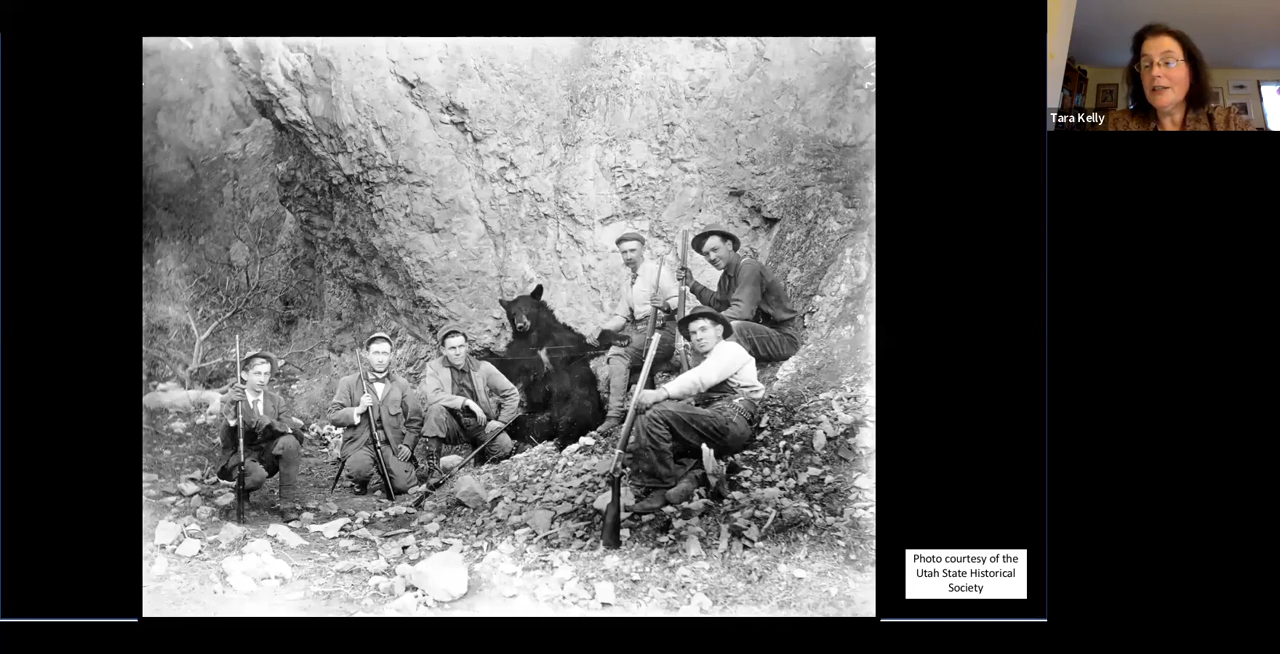 Tara Kelly
Photo courtesy of the
Utah State Historical
Society